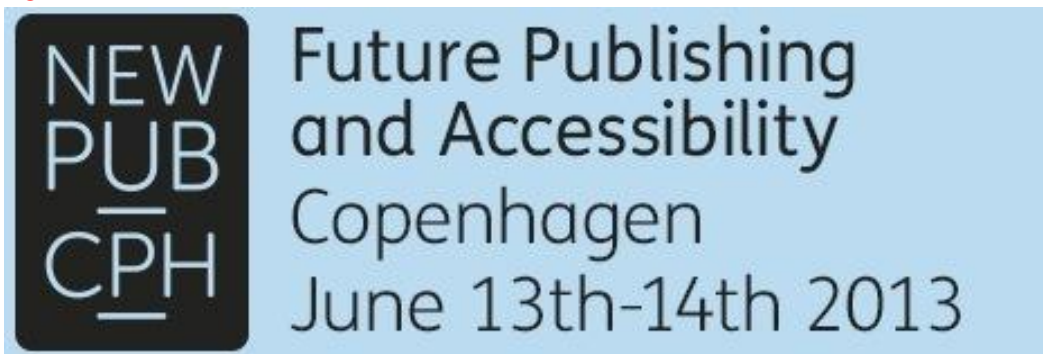 NEW
PUB
CPH
Future Publishing
and Accessibility
Copenhagen
June 13th-14th 2013